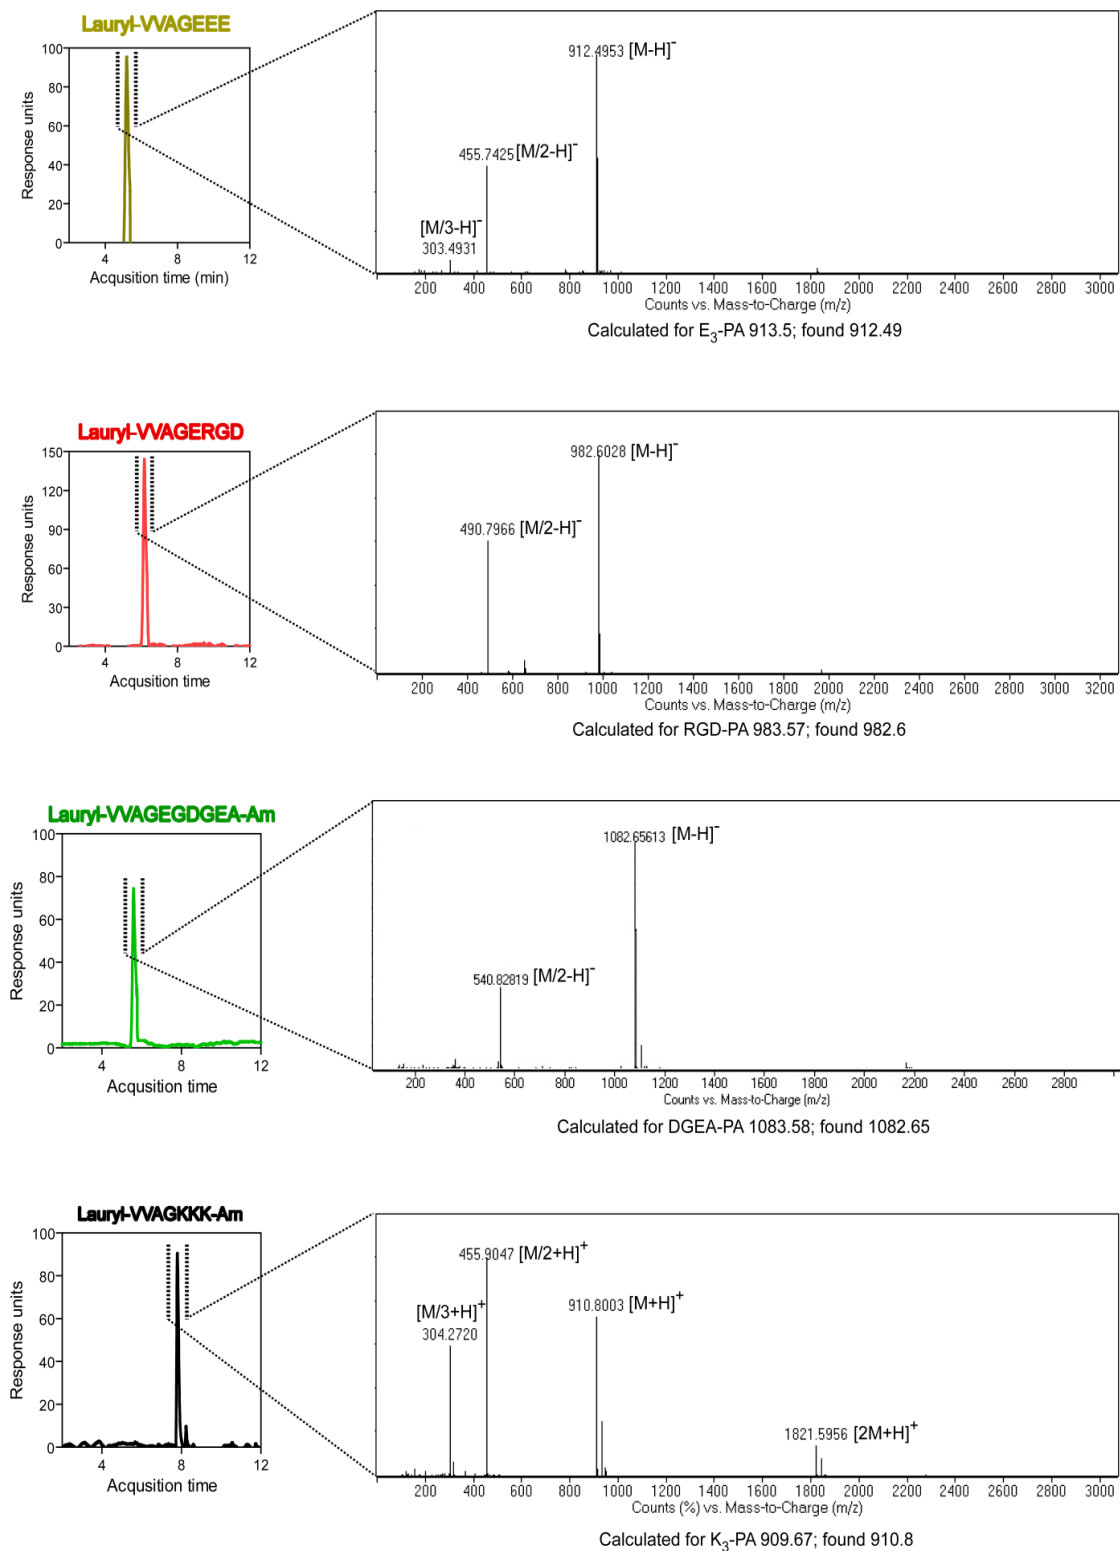 Lauryl-VVAGEEE
Response units
100
80
60
40
20
0
4 8 12
Acqusition time (min)
912.4953 [M-H]-
455.7425 [M/2-H]-
[M/3-H]-
303.4931
200 400 600 800 1000 1200 1400 1600 1800 2000 2200 2400 2600 2800 3000
Counts vs. Mass-to-Charge (m/z)
Calculated for E3-PA 913.5; found 912.49
Lauryl-VVAGERGD
Response units
150
120
90
60
30
0
4 8 12
Acqusition time
982.6028 [M-H]-
490.7966 [M/2-H]-
200 400 600 800 1000 1200 1400 1600 1800 2000 2200 2400 2600 2800 3000 3200
Counts vs. Mass-to-Charge (m/z)
Calculated for RGD-PA 983.57; found 982.6
Lauryl-VVAGEGDGEA-Am
Response units
100
80
60
40
20
0
4 8 12
Acqusition time
1082.65613 [M-H]-
540.82819 [M/2-H]-
200 400 600 800 1000 1200 1400 1600 1800 2000 2200 2400 2600 2800
Counts vs. Mass-to-Charge (m/z)
Calculated for DGEA-PA 1083.58; found 1082.65
Lauryl-VVAGKKK-Am
Response units
100
80
60
40
20
0
4 8 12
Acqusition time
455.9047 [M/2+H]+
[M/3+H]+
304.2720
910.8003 [M+H]+
1821.5956 [2M+H]+
200 400 600 800 1000 1200 1400 1600 1800 2000 2200 2400 2600 2800 3000
Counts (%) vs. Mass-to-Charge (m/z)
Calculated for K3-PA 909.67; found 910.8